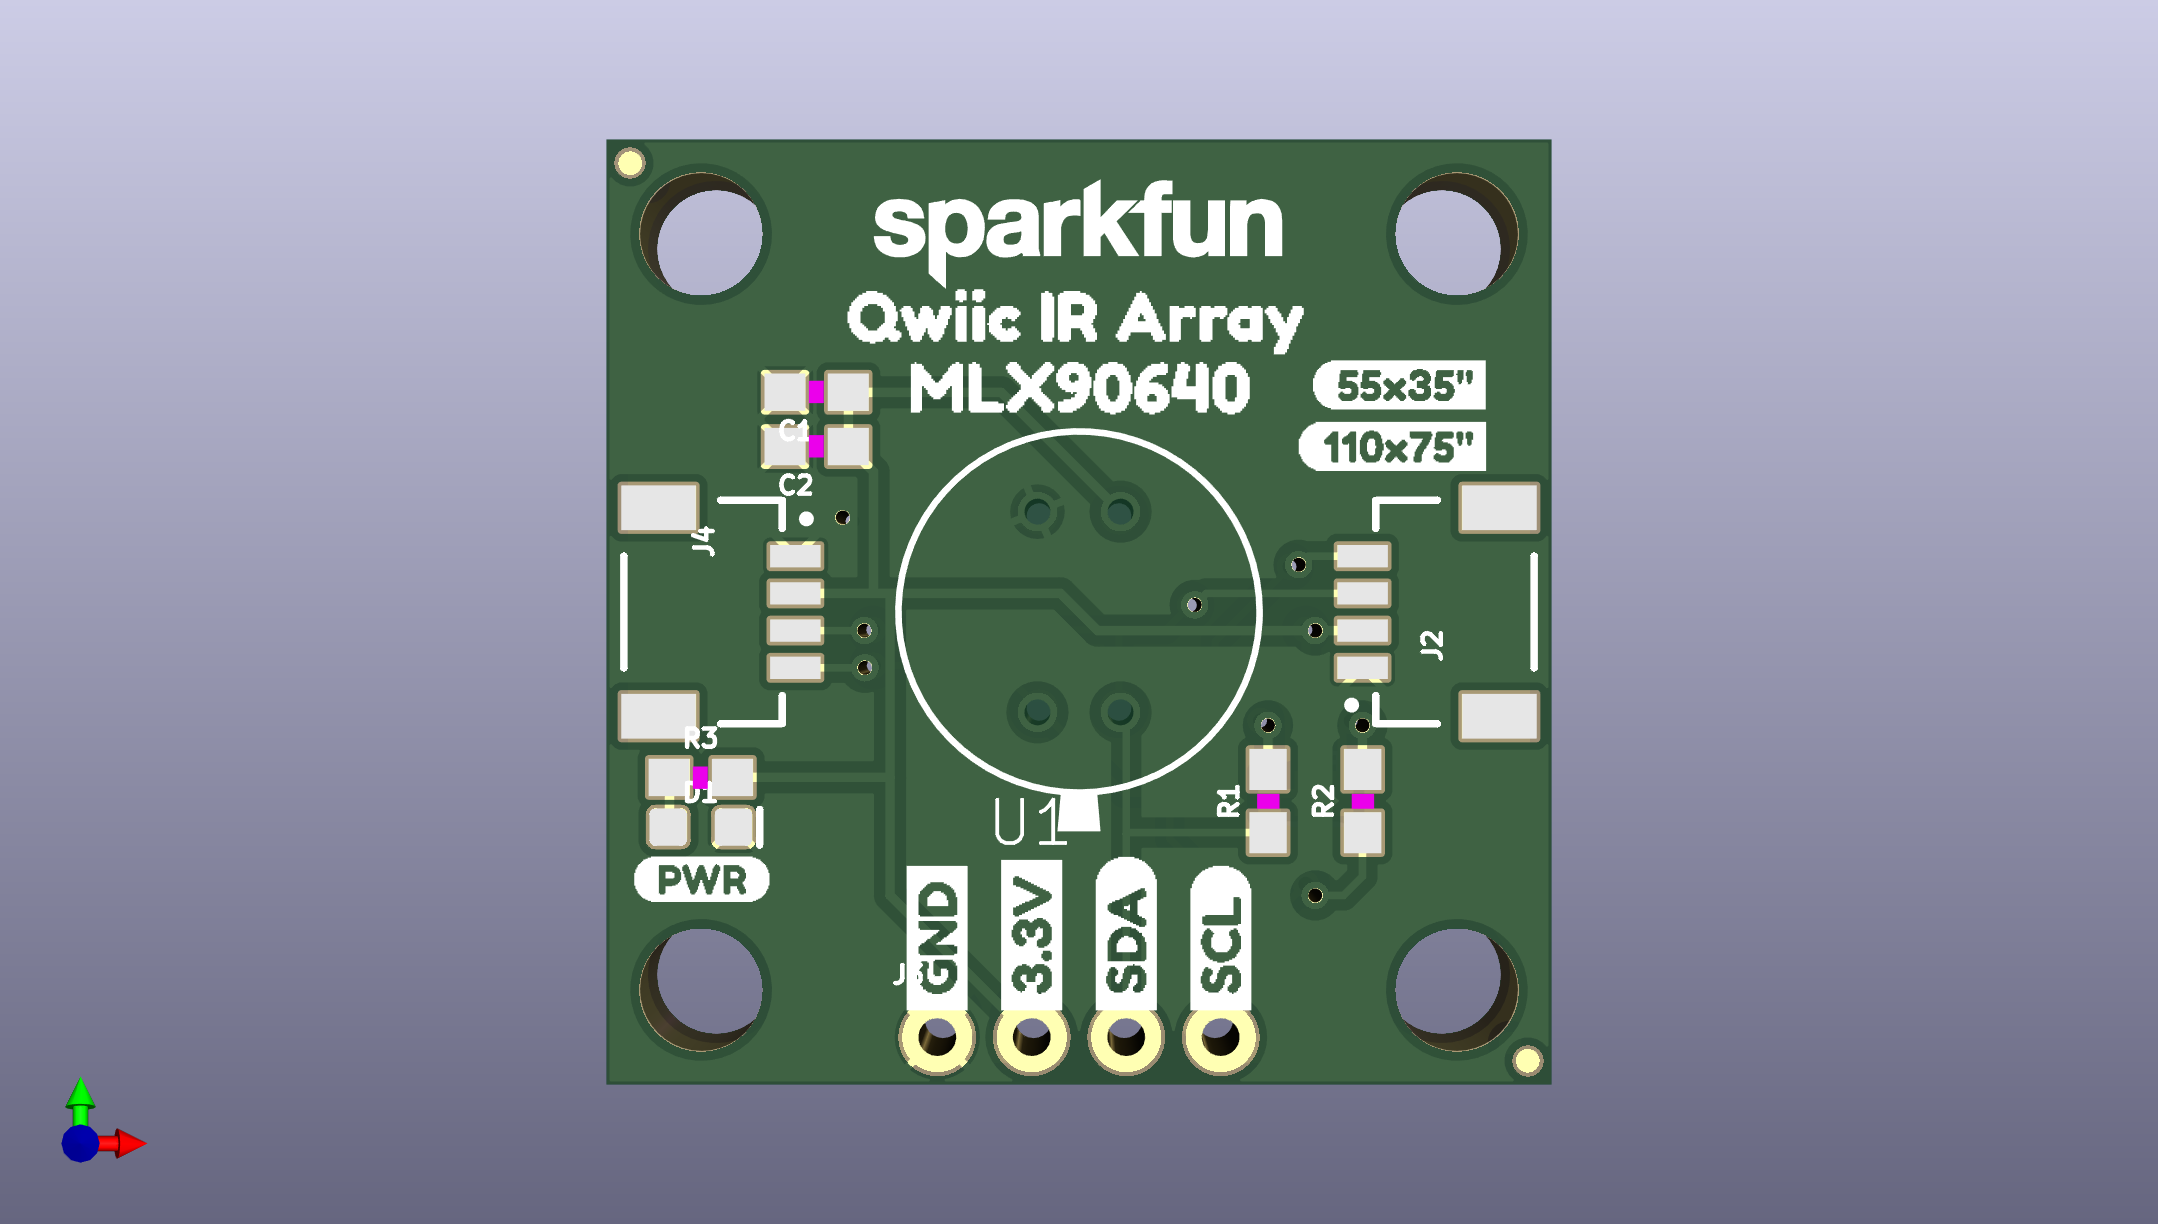 sparkfun
Qwiic IR Array
MLX90640
55x35"
110x75"
C1
C2
J4
J2
R3
D1
U1
R1
R2
PWR
GND
3.3V
SDA
SCL